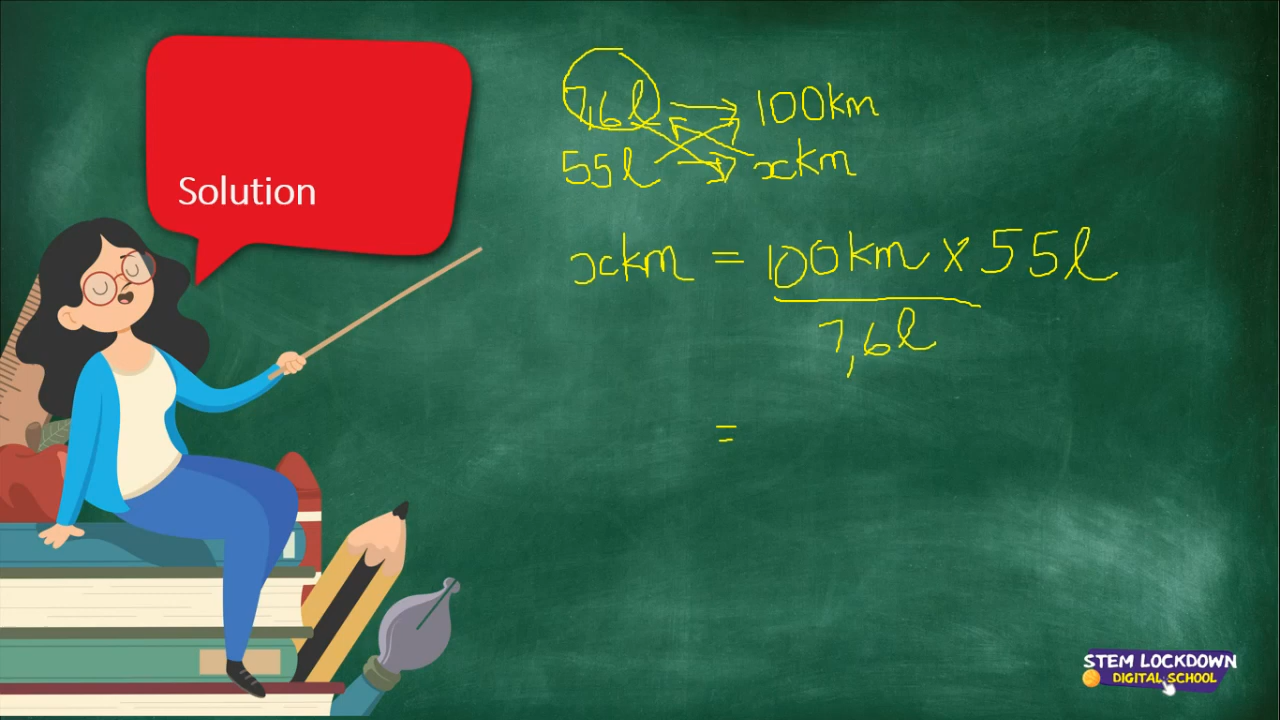 Solution
7,6l → 100km
55l → xkm
xkm = 100km × 55l
7,6l
=
STEM LOCKDOWN
DIGITAL SCHOOL